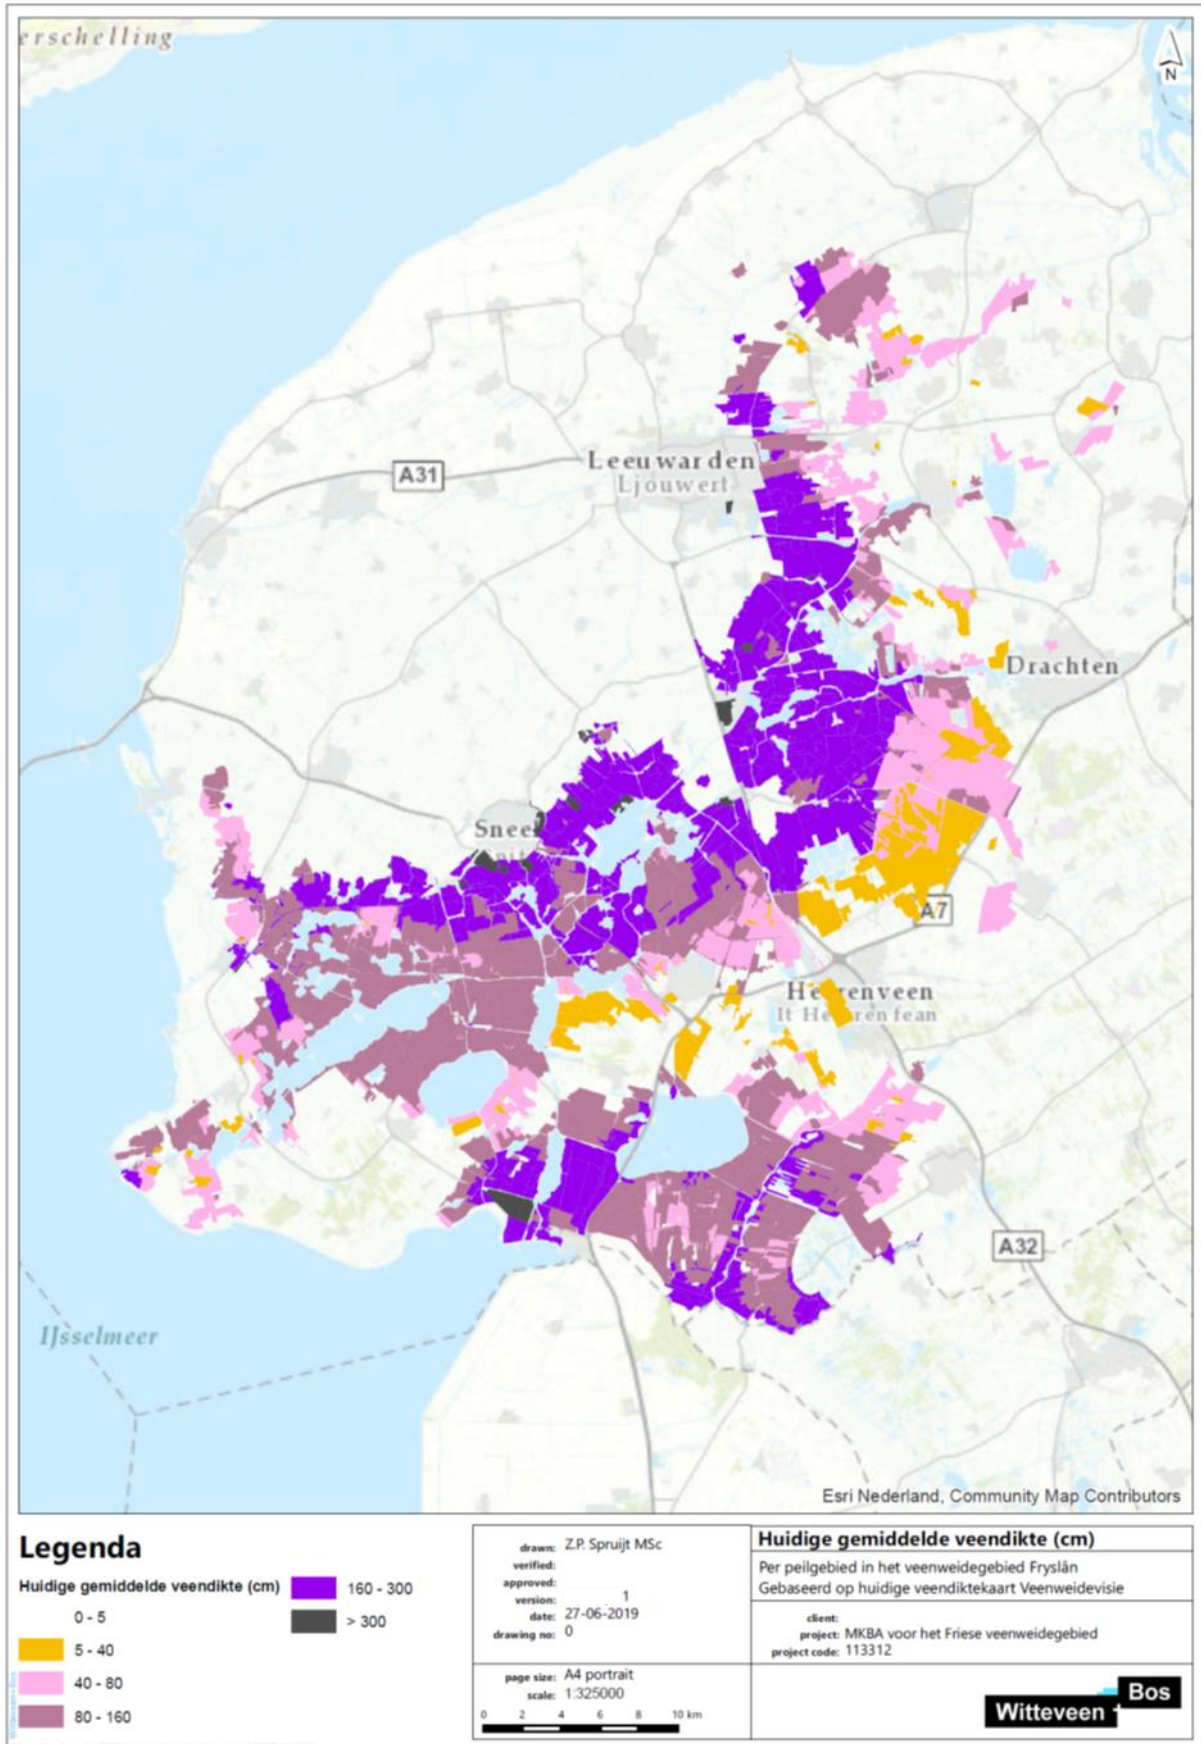 erschelling
N
Leeuwarden
Ljouwert
A31
Drachten
Snee
A7
Heerenveen
It Heerenfean
A32
IJsselmeer
Esri Nederland, Community Map Contributors
Legenda
Huidige gemiddelde veendikte (cm)
0 - 5
5 - 40
40 - 80
80 - 160
160 - 300
> 300
drawn: Z.P. Spruijt MSc
verified:
approved:
version: 1
date: 27-06-2019
drawing no: 0
page size: A4 portrait
scale: 1:325000
0 2 4 6 8 10 km
Huidige gemiddelde veendikte (cm)
Per peilgebied in het veenweidegebied Fryslân
Gebaseerd op huidige veendiktekaart Veenweidevisie
client:
project: MKBA voor het Friese veenweidegebied
project code: 113312
Witteveen +
Bos
Witteveen+Bos